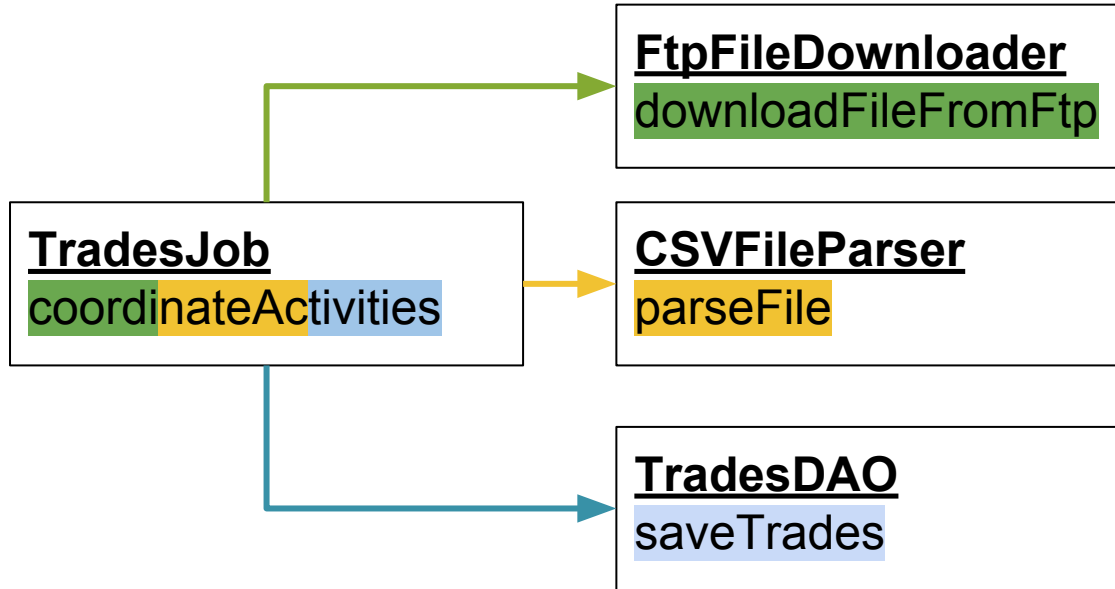 FtpFileDownloader
downloadFileFromFtp
TradesJob
coordinateActivities
CSVFileParser
parseFile
TradesDAO
saveTrades